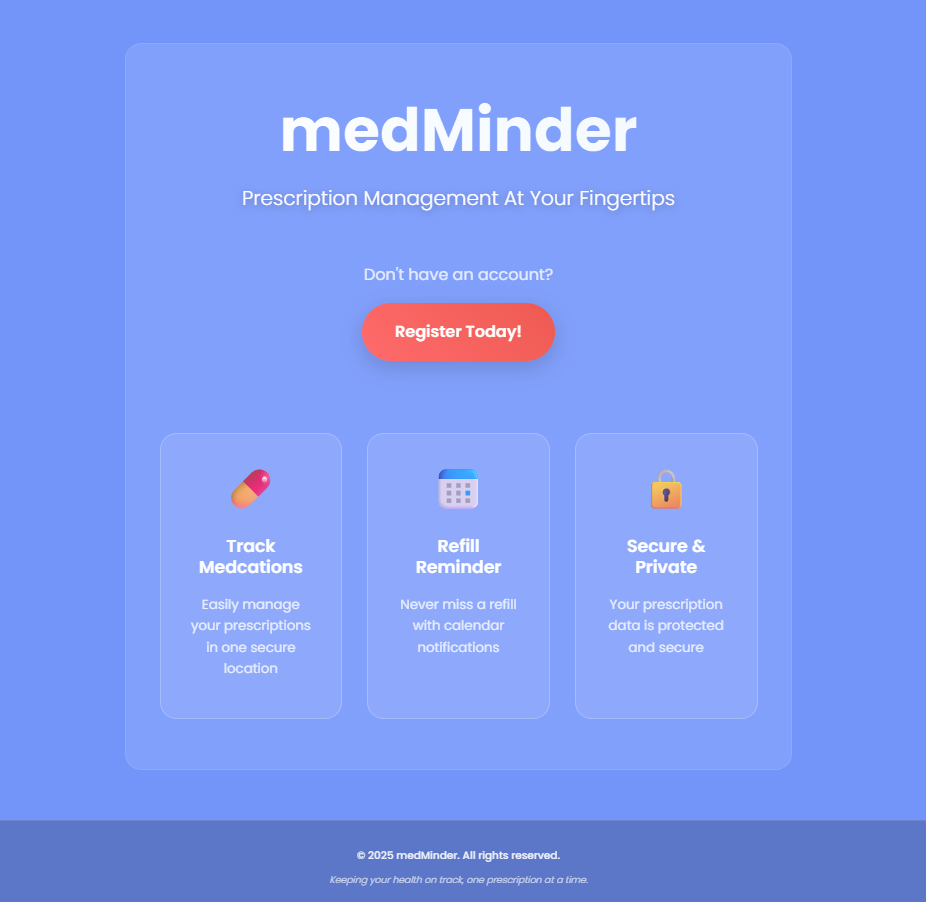 medMinder
Prescription Management At Your Fingertips
Don't have an account?
Register Today!
Track
Medcations
Easily manage
your prescriptions
in one secure
location
Refill
Reminder
Never miss a refill
with calendar
notifications
Secure &
Private
Your prescription
data is protected
and secure
© 2025 medMinder. All rights reserved.
Keeping your health on track, one prescription at a time.